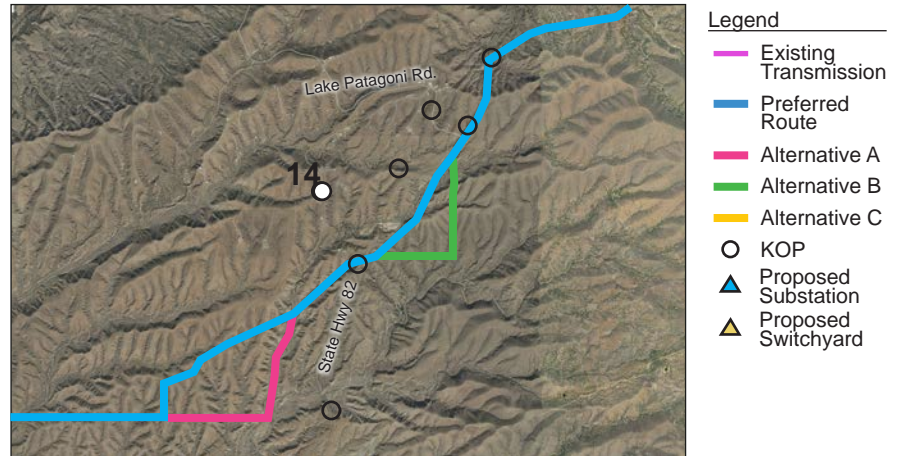 Lake Patagoni Rd.
14
State Hwy 82
Legend
Existing
Transmission
Preferred
Route
Alternative A
Alternative B
Alternative C
KOP
Proposed
Substation
Proposed
Switchyard